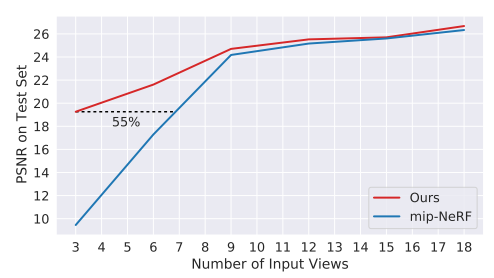 26
24
22
20
18
16
14
12
10
PSNR on Test Set
55%
Ours
mip-NeRF
3 4 5 6 7 8 9 10 11 12 13 14 15 16 17 18
Number of Input Views